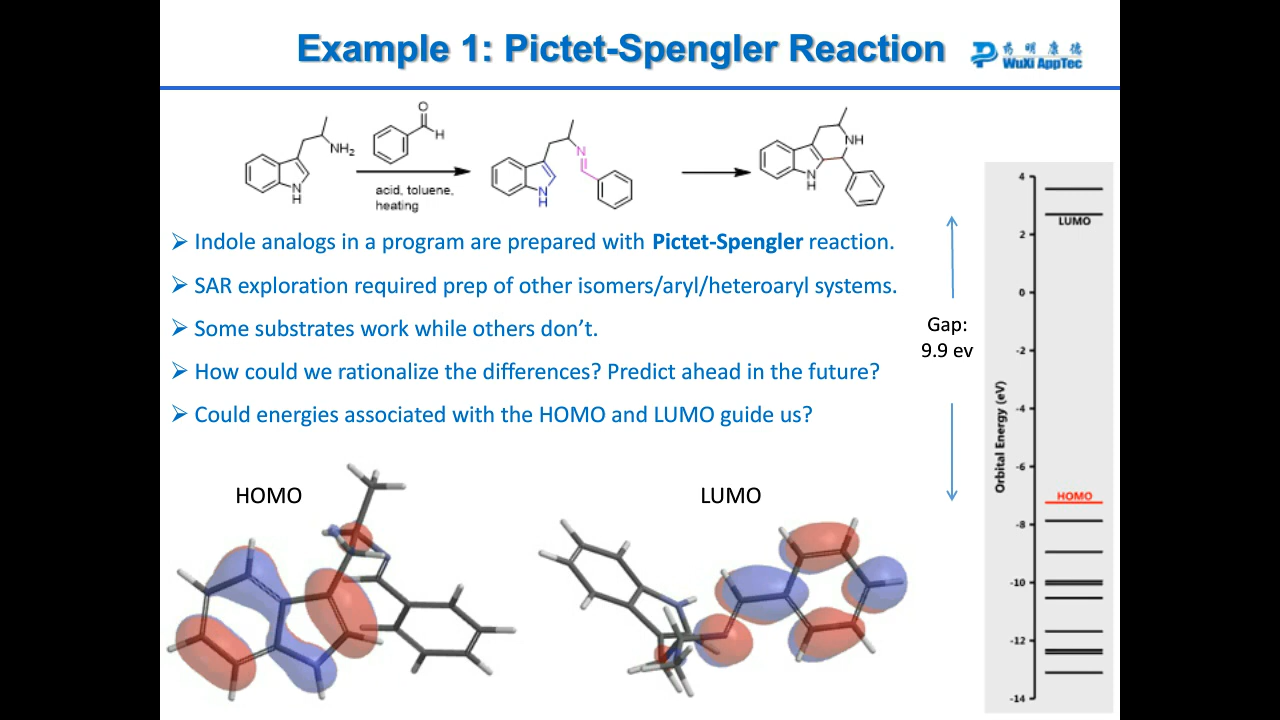 Example 1: Pictet-Spengler Reaction
药明康德
WuXi AppTec
O
H
NH2
N
H
acid, toluene,
heating
N
N
H
NH
N
H
➢ Indole analogs in a program are prepared with Pictet-Spengler reaction.
➢ SAR exploration required prep of other isomers/aryl/heteroaryl systems.
➢ Some substrates work while others don’t.
➢ How could we rationalize the differences? Predict ahead in the future?
➢ Could energies associated with the HOMO and LUMO guide us?
Gap:
9.9 ev
HOMO
LUMO
Orbital Energy (eV)
4
LUMO
2
0
-2
-4
-6
HOMO
-8
-10
-12
-14